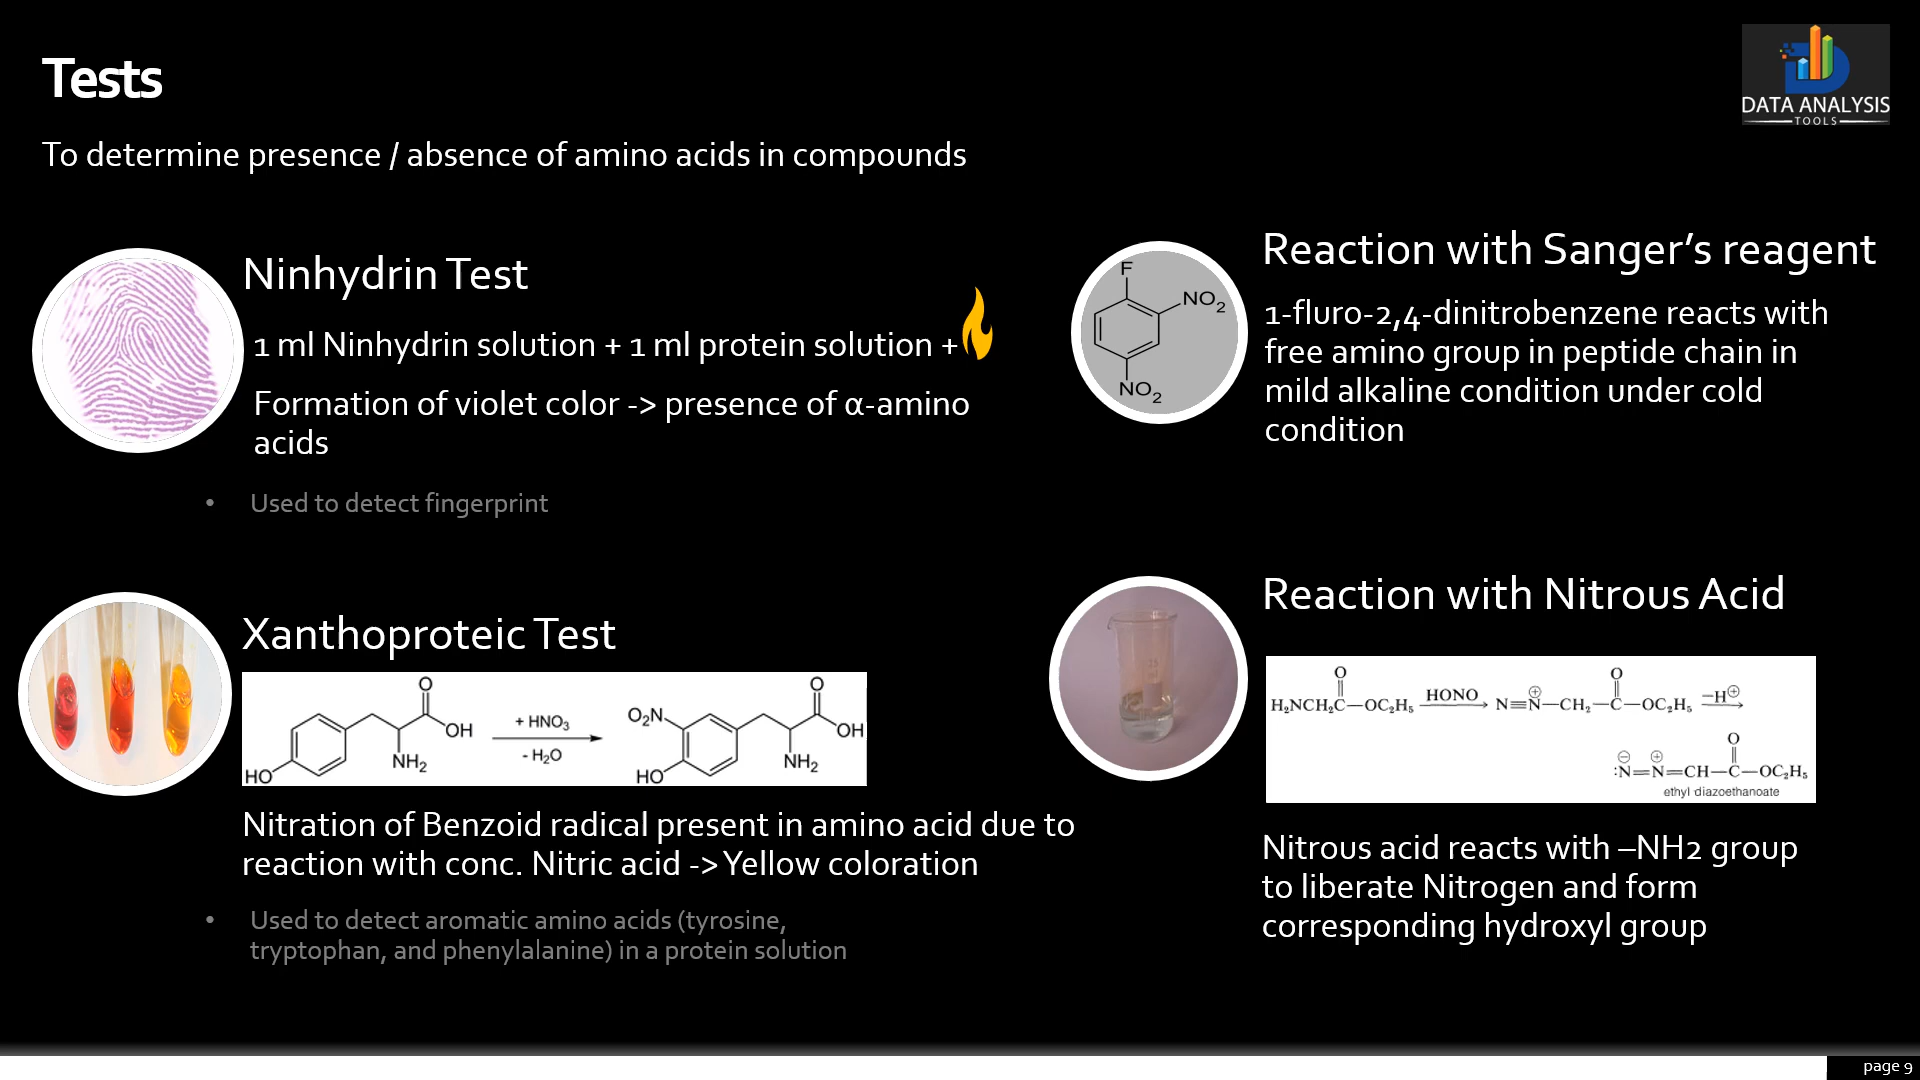 Tests
DATA ANALYSIS
TOOLS
To determine presence / absence of amino acids in compounds
Ninhydrin Test
1 ml Ninhydrin solution + 1 ml protein solution +
Formation of violet color -> presence of α-amino
acids
• Used to detect fingerprint
Reaction with Sanger’s reagent
F
NO₂
NO₂
1-fluro-2,4-dinitrobenzene reacts with
free amino group in peptide chain in
mild alkaline condition under cold
condition
Xanthoproteic Test
O
OH
NH₂
HO
+ HNO₃
- H₂O
O₂N
O
OH
NH₂
HO
Nitration of Benzoid radical present in amino acid due to
reaction with conc. Nitric acid -> Yellow coloration
• Used to detect aromatic amino acids (tyrosine,
tryptophan, and phenylalanine) in a protein solution
Reaction with Nitrous Acid
O
H₂NCH₂C—OC₂H₅
HONO
O
N≡N⊕—CH₂—C—OC₂H₅
—H⊕
O
:N⊖=N⊕=CH—C—OC₂H₅
ethyl diazoethanoate
Nitrous acid reacts with –NH2 group
to liberate Nitrogen and form
corresponding hydroxyl group
page 9